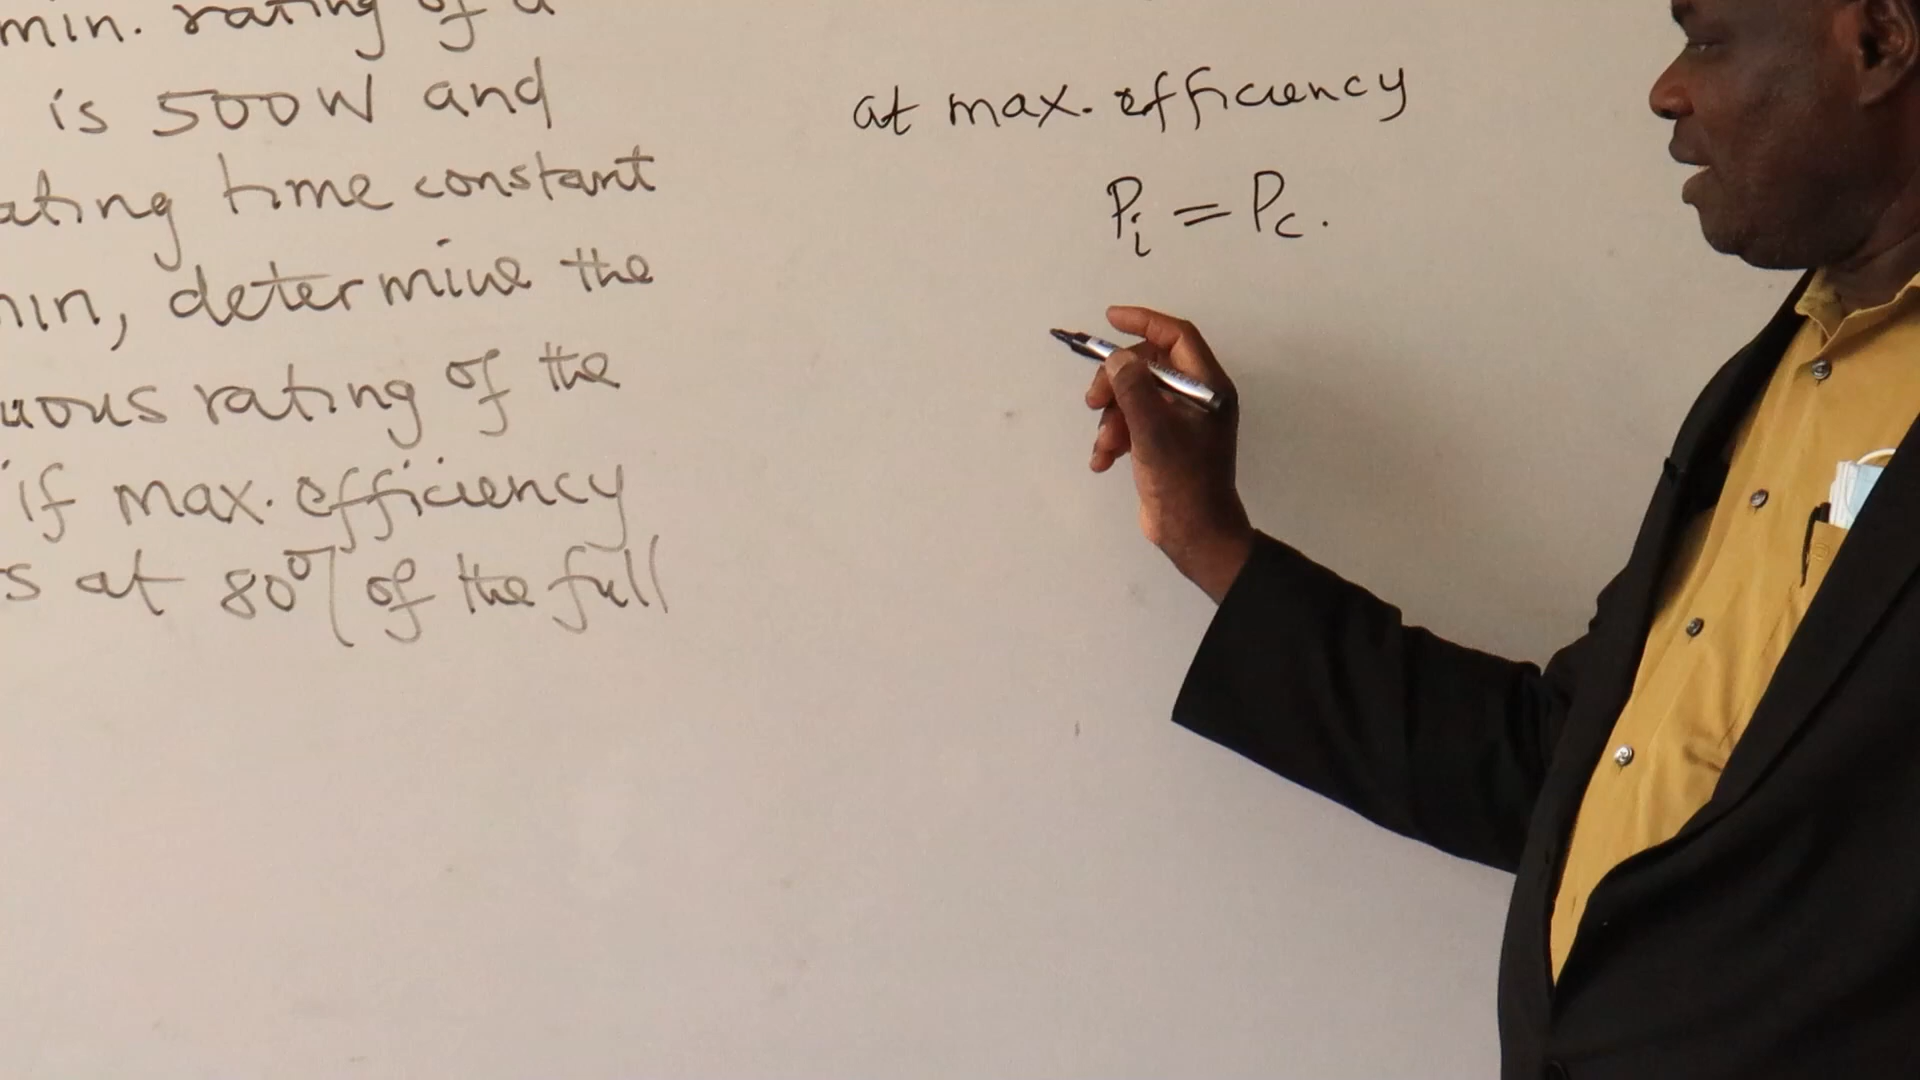 min. rating of a
is 500W and
ating time constant
min, determine the
uous rating of the
if max. efficiency
s at 80% of the full
at max. efficiency
Pi = Pc.